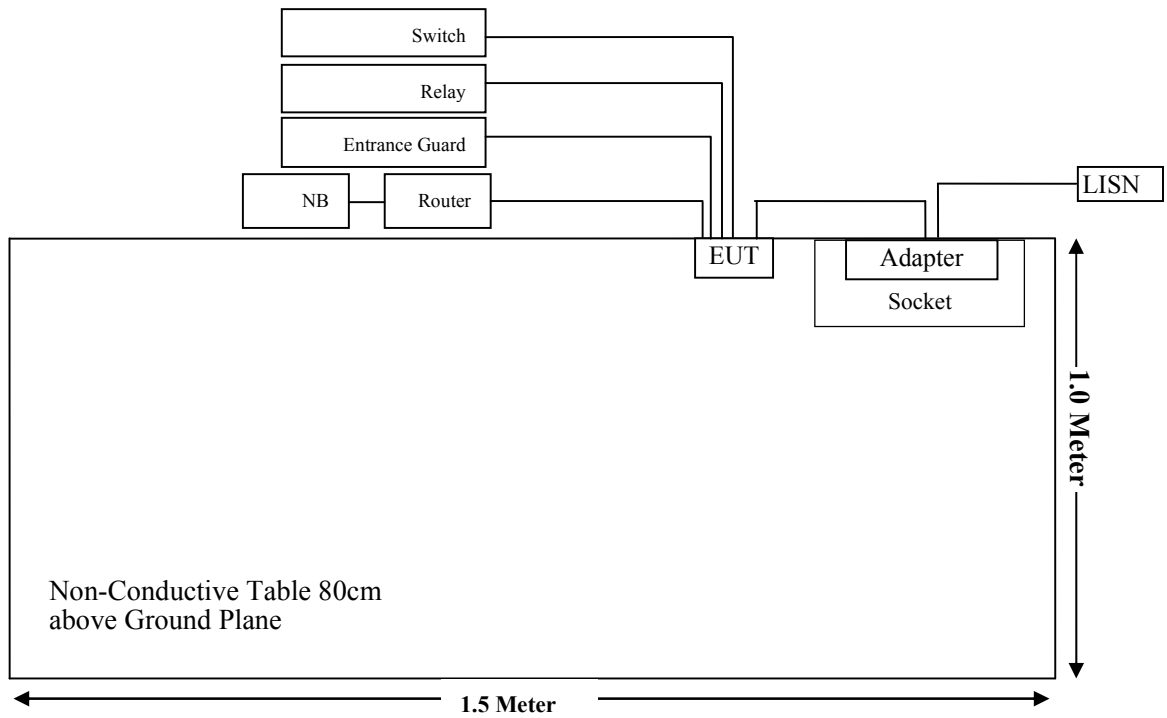 Switch
Relay
Entrance Guard
NB
Router
LISN
EUT
Adapter
Socket
1.0 Meter
Non-Conductive Table 80cm
above Ground Plane
1.5 Meter